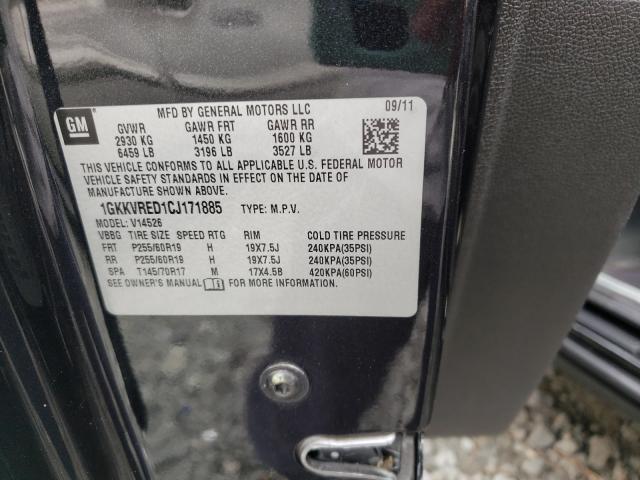 GM
MFD BY GENERAL MOTORS LLC 09/11
GVWR GAWR FRT GAWR RR
2930 KG 1450 KG 1600 KG
6459 LB 3196 LB 3527 LB
THIS VEHICLE CONFORMS TO ALL APPLICABLE U.S. FEDERAL MOTOR
VEHICLE SAFETY STANDARDS IN EFFECT ON THE DATE OF
MANUFACTURE SHOWN ABOVE.
1GKKVRED1CJ171885 TYPE: M.P.V.
MODEL: V14526
VBBG TIRE SIZE SPEED RTG RIM COLD TIRE PRESSURE
FRT P255/60R19 H 19X7.5J 240KPA(35PSI)
RR P255/60R19 H 19X7.5J 240KPA(35PSI)
SPA T145/70R17 M 17X4.5B 420KPA(60PSI)
SEE OWNER'S MANUAL FOR MORE INFORMATION.